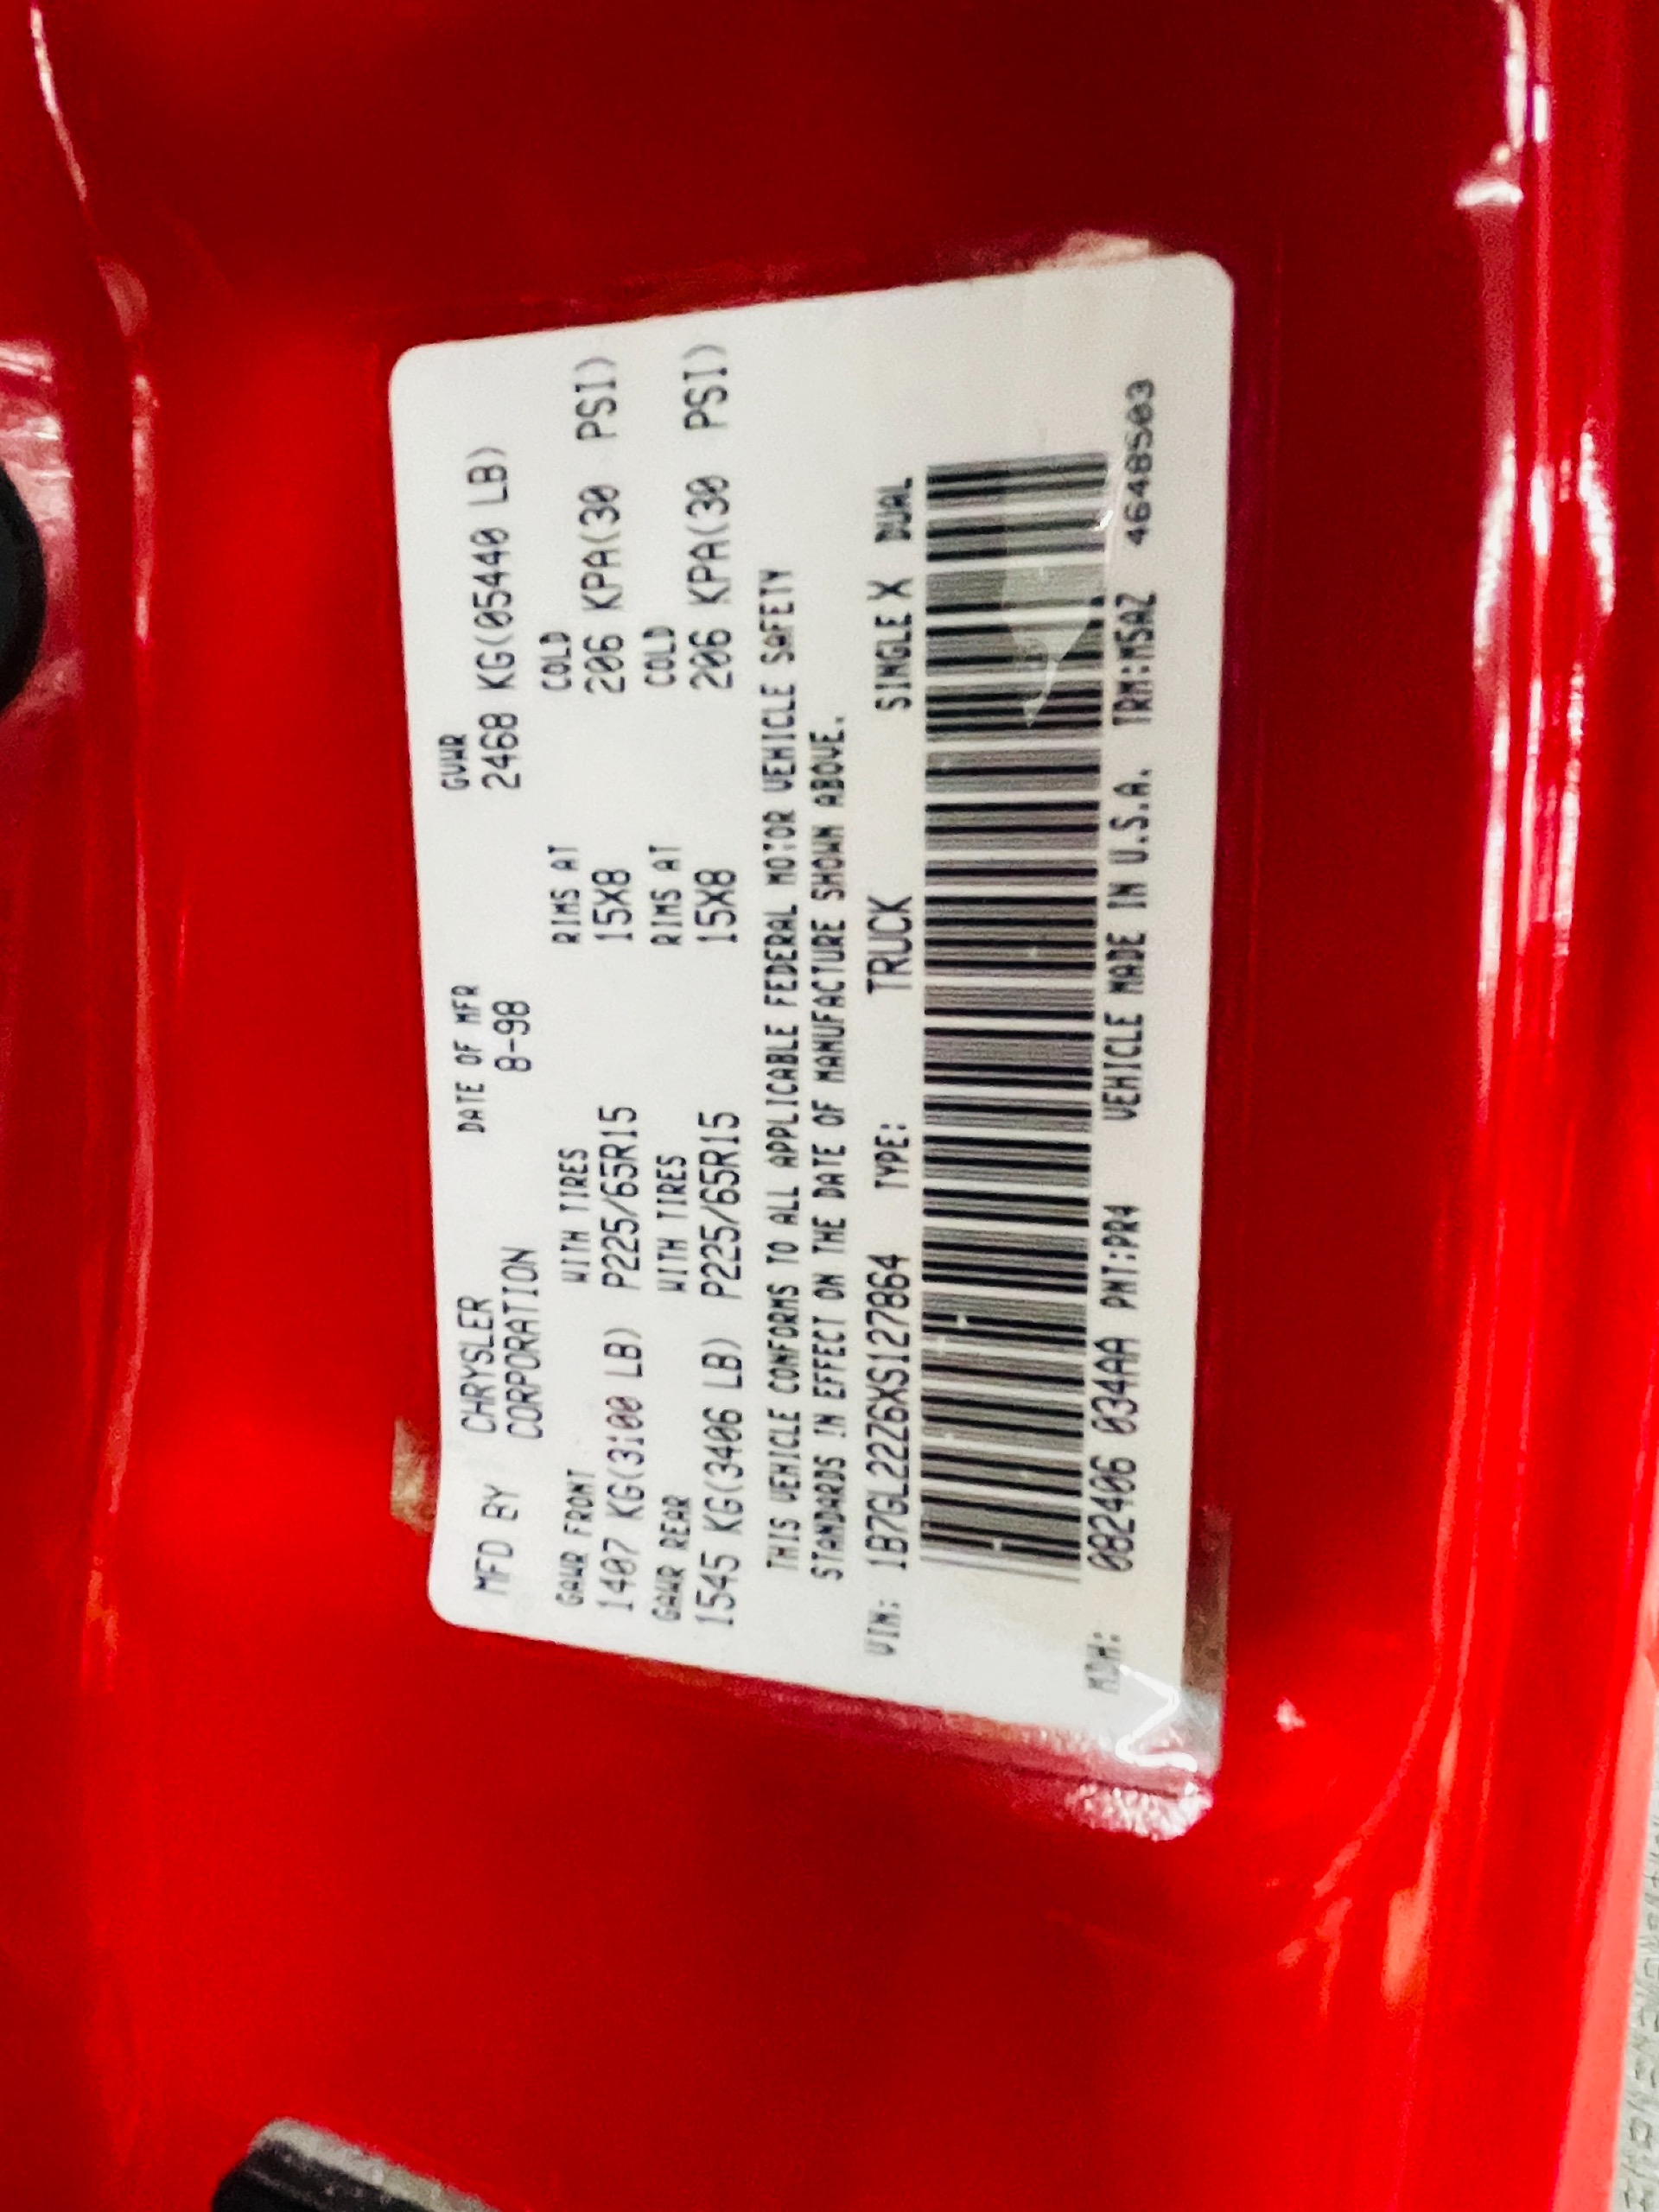 MFD BY CHRYSLER CORPORATION DATE OF MFR 8-98 GVWR 2468 KG(05440 LB)
GAWR FRONT WITH TIRES RIMS AT COLD
1407 KG(3100 LB) P225/65R15 15X8 206 KPA(30 PSI)
GAWR REAR WITH TIRES RIMS AT COLD
1545 KG(3406 LB) P225/65R15 15X8 206 KPA(30 PSI)
THIS VEHICLE CONFORMS TO ALL APPLICABLE FEDERAL MOTOR VEHICLE SAFETY
STANDARDS IN EFFECT ON THE DATE OF MANUFACTURE SHOWN ABOVE.
VIN: 1B7GL22Z6XS127864 TYPE: TRUCK SINGLE X DUAL
MDH: 082406 034AA PNT:PR4 VEHICLE MADE IN U.S.A. TRM:M5AZ 4648503